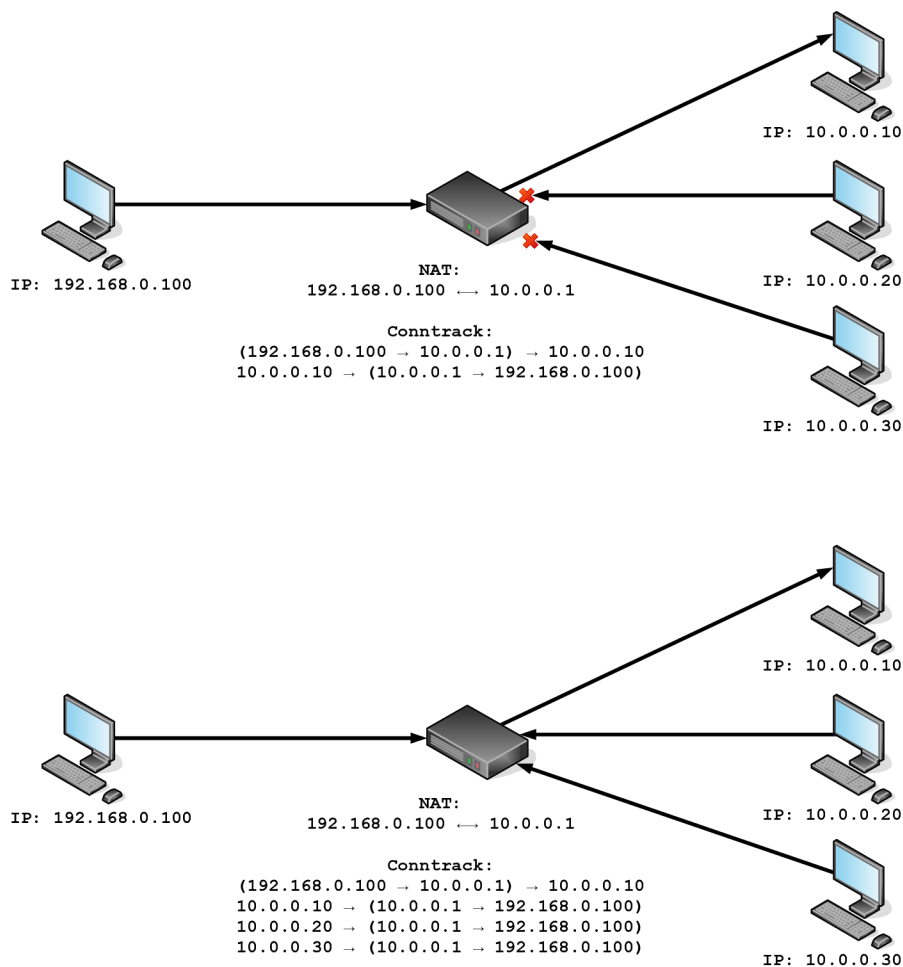 IP: 10.0.0.10
IP: 192.168.0.100
IP: 10.0.0.20
NAT:
192.168.0.100 ←→ 10.0.0.1
Conntrack:
(192.168.0.100 → 10.0.0.1) → 10.0.0.10
10.0.0.10 → (10.0.0.1 → 192.168.0.100)
IP: 10.0.0.30
IP: 10.0.0.10
IP: 192.168.0.100
IP: 10.0.0.20
NAT:
192.168.0.100 ←→ 10.0.0.1
Conntrack:
(192.168.0.100 → 10.0.0.1) → 10.0.0.10
10.0.0.10 → (10.0.0.1 → 192.168.0.100)
10.0.0.20 → (10.0.0.1 → 192.168.0.100)
10.0.0.30 → (10.0.0.1 → 192.168.0.100)
IP: 10.0.0.30